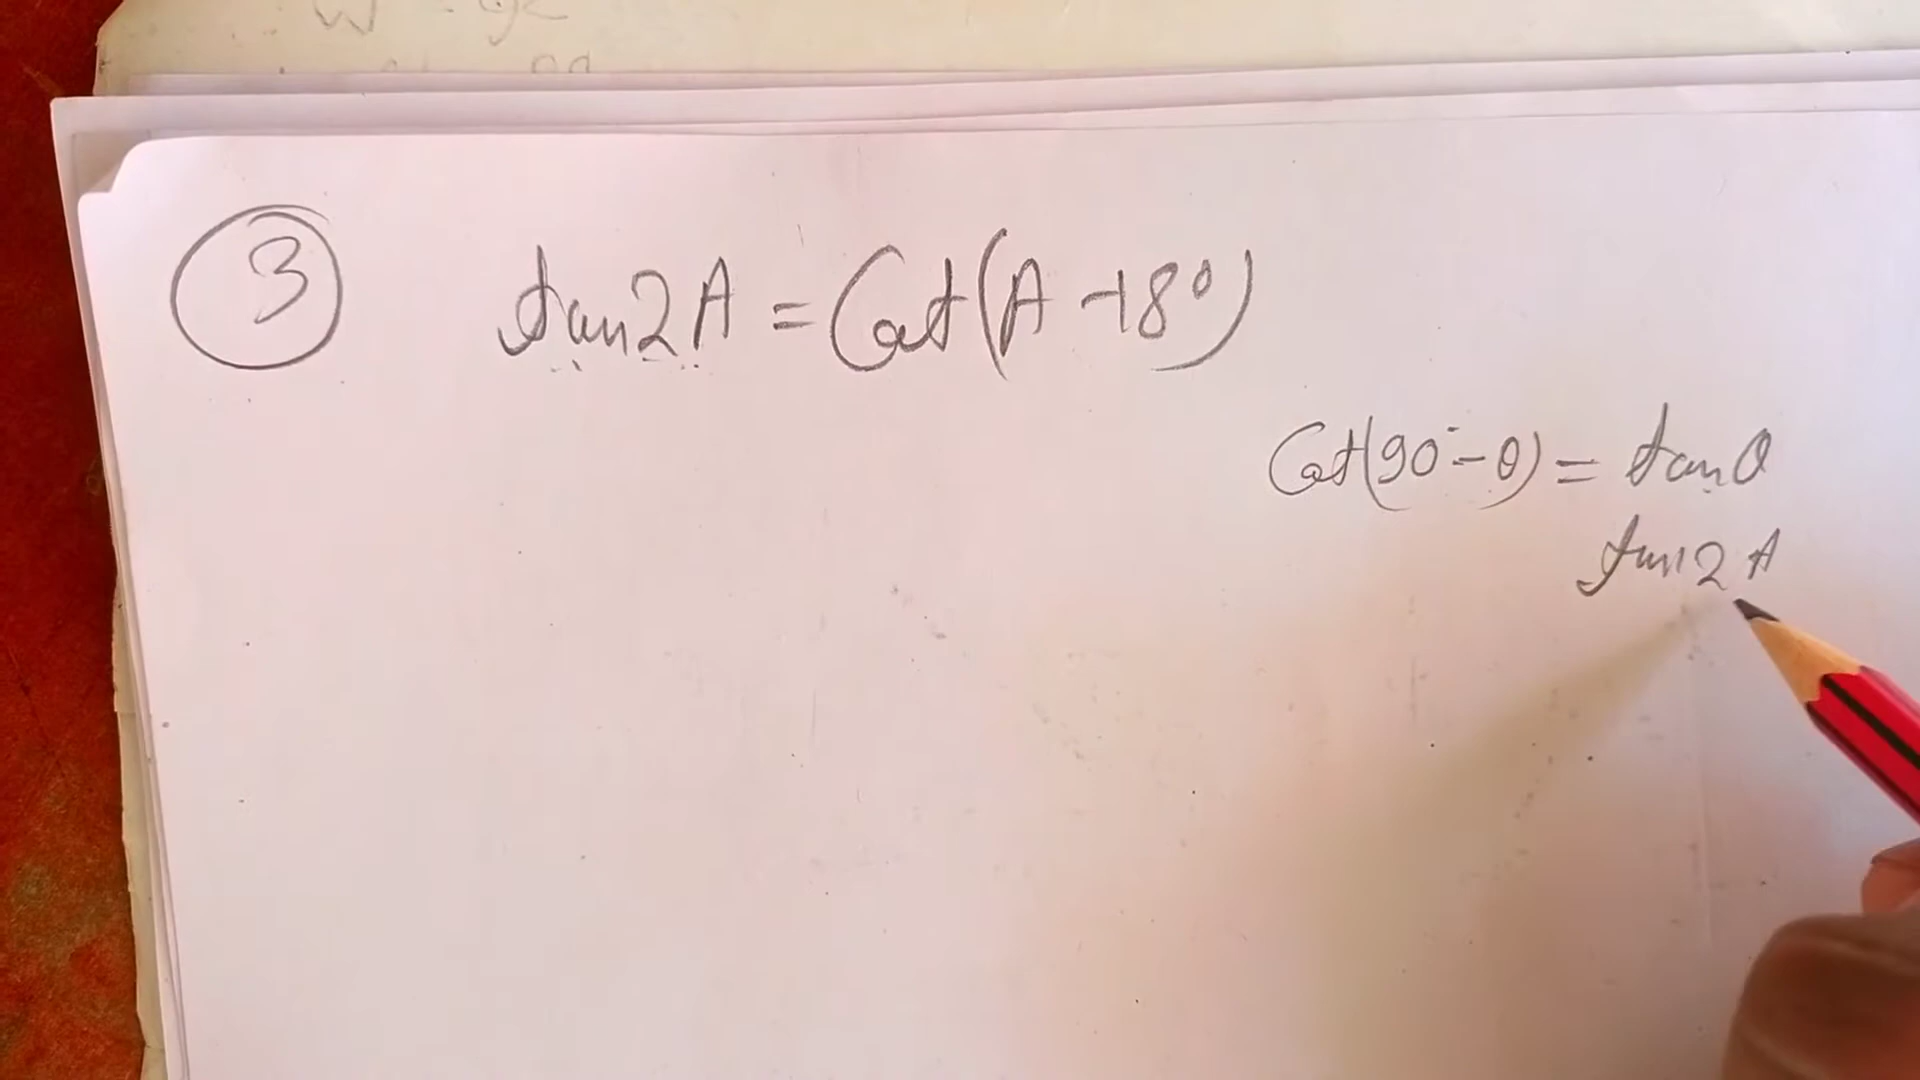 ③ tan2A = Cot(A-18°)
Cot(90°-θ) = tanθ
tan2A